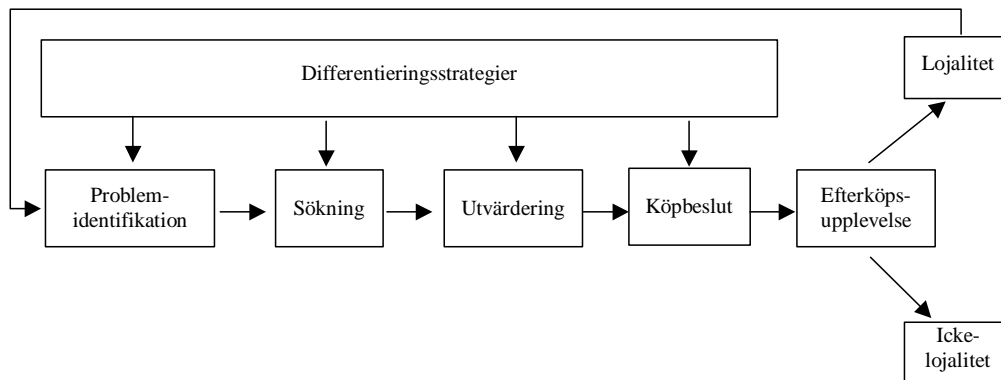 Differentieringsstrategier
Lojalitet
Problem-
identifikation
Sökning
Utvärdering
Köpbeslut
Efterköps-
upplevelse
Icke-
lojalitet